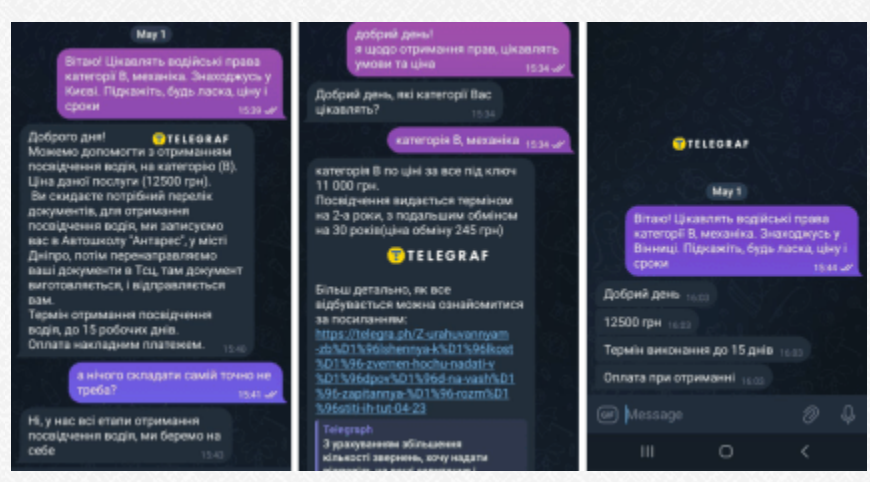 May 1
Вітаю! Цікавлять водійські права
категорії В, механіка. Знаходжусь у
Києві. Підкажіть, будь ласка, ціну і
сроки
15:39
Доброго дня!
TELEGRAF
Можемо допомогти з отриманням
посвідчення водія, на категорію (В).
Ціна даної послуги (12500 грн).
Ви скидаєте потрібний перелік
документів, для отримання
посвідчення водія, ми записуємо
вас в Автошколу "Антарес", у місті
Дніпро, потім перенаправляємо
ваші документи в Тсц, там документ
виготовляється, і відправляється
вам.
Термін отримання посвідчення
водія, до 15 робочих днів.
Оплата накладним платежем.
15:40
а нічого складати самій точно не
треба?
15:41
Ні, у нас всі етапи отримання
посвідчення водія, ми беремо на
себе
15:43
добрий день!
я щодо отримання прав, цікавлять
умови та ціна
15:34
Добрий день, які категорії Вас
цікавлять?
15:34
категорія В, механіка
15:34
категорія В по ціні за все під ключ
11 000 грн.
Посвідчення видається терміном
на 2-а роки, з подальшим обміном
на 30 років(ціна обміну 245 грн)
TELEGRAF
Більш детально, як все
відбувається можна ознайомитися
за посиланням:
https://telegra.ph/Z-urahuvannyam
-zb%D1%96lshennya-k%D1%96lkost
%D1%96-zvernen-hochu-nadati-v
%D1%96dpov%D1%96d-na-vash%D1
%96-zapitannya-%D1%96-rozm%D1
%96stiti-ih-tut-04-23
Telegraph
З урахуванням збільшення
кількості звернень, хочу надати
TELEGRAF
May 1
Вітаю! Цікавлять водійські права
категорії В, механіка. Знаходжусь у
Вінниці. Підкажіть, будь ласка, ціну і
сроки
15:44
Добрий день
16:03
12500 грн
16:03
Термін виконання до 15 днів
16:03
Оплата при отриманні
16:03
GIF
Message